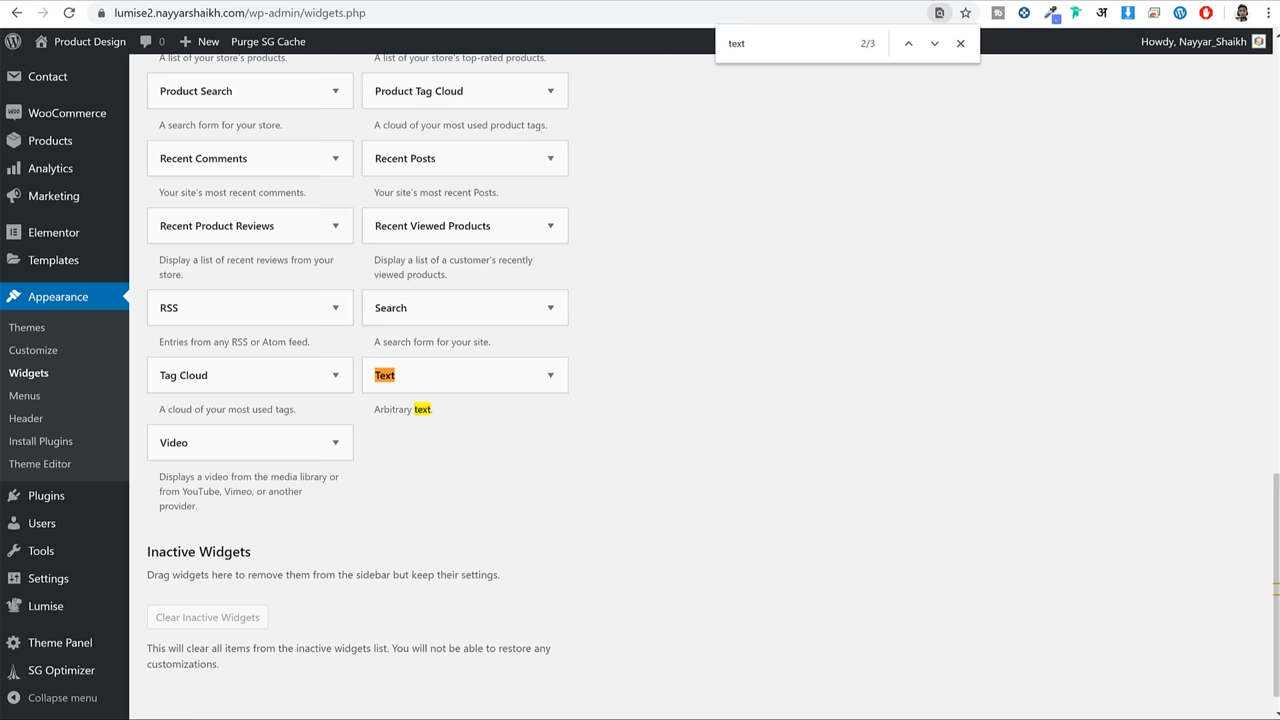 lumise2.nayyarshaikh.com/wp-admin/widgets.php
text 2/3
Product Design 0 New Purge SG Cache Howdy, Nayyar_Shaikh
Contact
WooCommerce
Products
Analytics
Marketing
Elementor
Templates
Appearance
Themes
Customize
Widgets
Menus
Header
Install Plugins
Theme Editor
Plugins
Users
Tools
Settings
Lumise
Theme Panel
SG Optimizer
Collapse menu
A list of your store's products. A list of your store's top-rated products.
Product Search Product Tag Cloud
A search form for your store. A cloud of your most used product tags.
Recent Comments Recent Posts
Your site's most recent comments. Your site's most recent Posts.
Recent Product Reviews Recent Viewed Products
Display a list of recent reviews from your Display a list of a customer's recently
store. viewed products.
RSS Search
Entries from any RSS or Atom feed. A search form for your site.
Tag Cloud Text
A cloud of your most used tags. Arbitrary text.
Video
Displays a video from the media library or
from YouTube, Vimeo, or another
provider.
Inactive Widgets
Drag widgets here to remove them from the sidebar but keep their settings.
Clear Inactive Widgets
This will clear all items from the inactive widgets list. You will not be able to restore any
customizations.